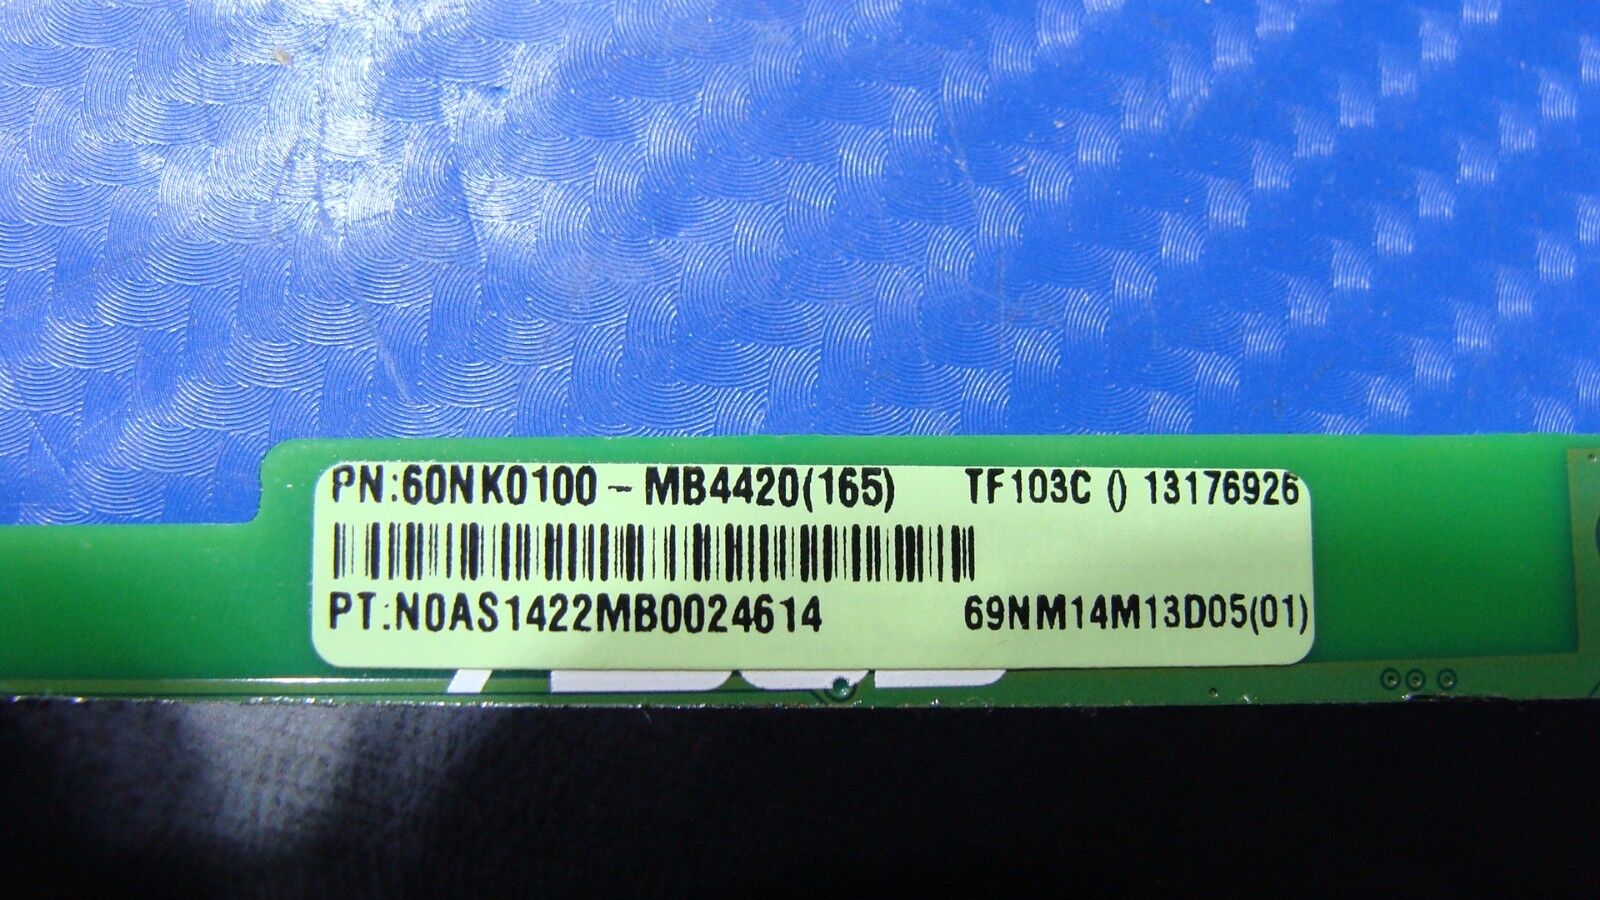 PN:60NK0100-MB4420(165) TF103C () 13176926
PT:N0AS1422MB0024614 69NM14M13D05(01)